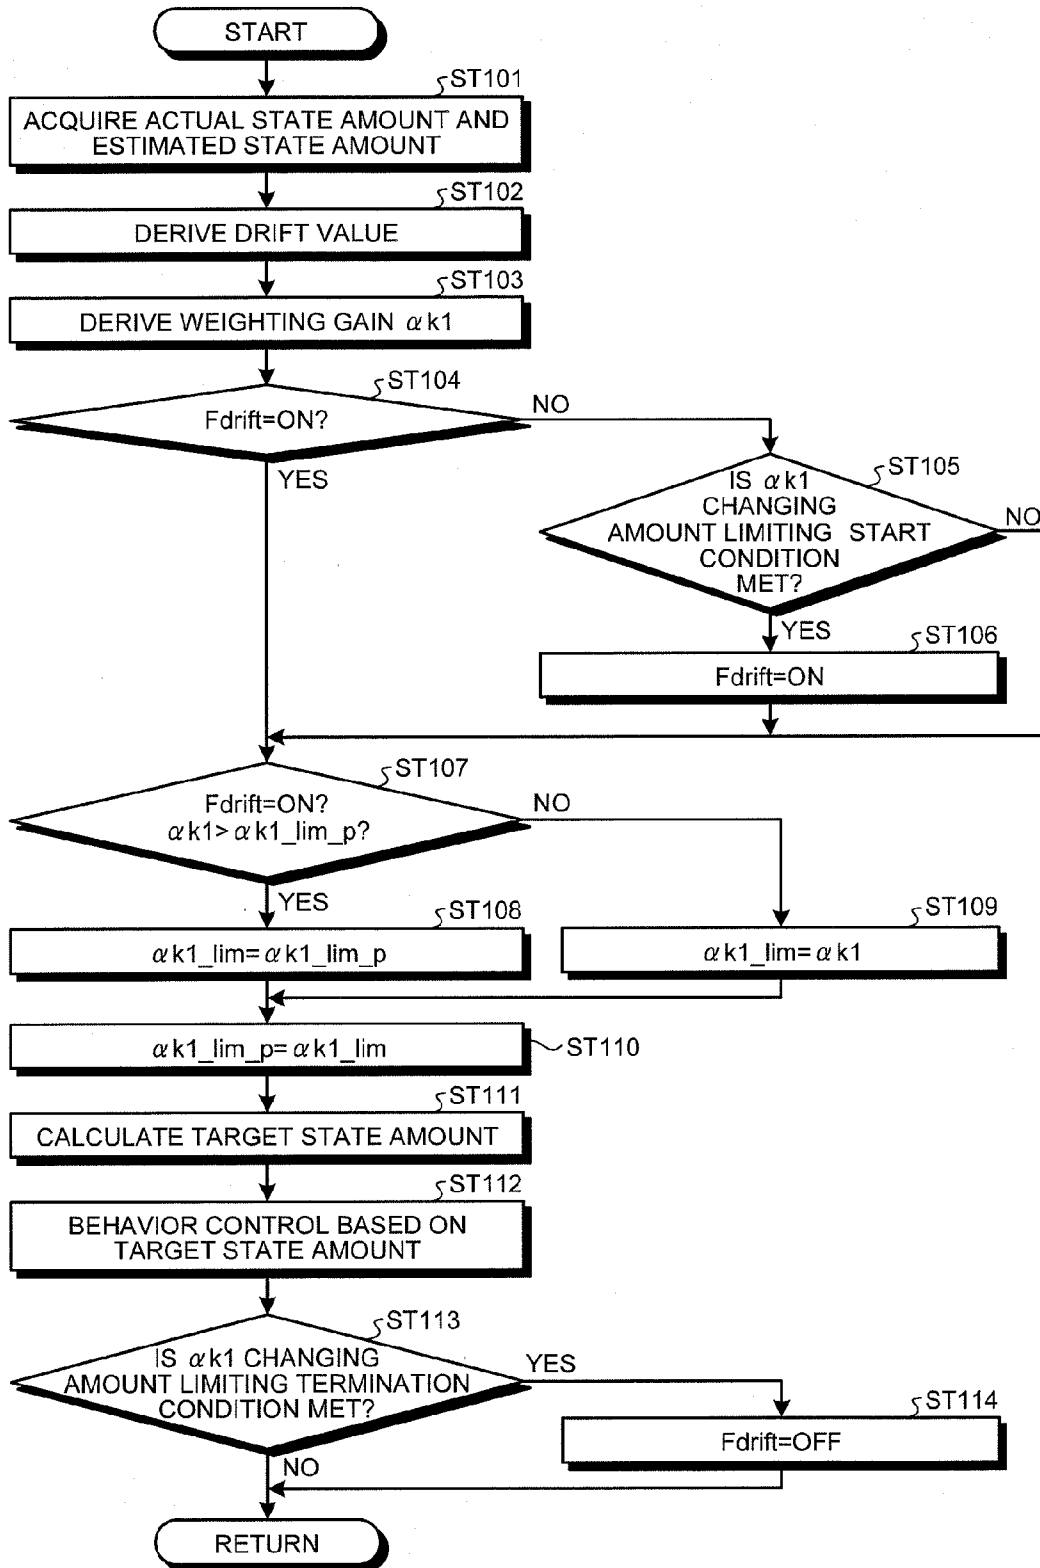 START
ST101
ACQUIRE ACTUAL STATE AMOUNT AND
ESTIMATED STATE AMOUNT
ST102
DERIVE DRIFT VALUE
ST103
DERIVE WEIGHTING GAIN αk1
ST104
Fdrift=ON?
NO
YES
ST105
IS αk1
CHANGING
AMOUNT LIMITING START
CONDITION
MET?
NO
YES
ST106
Fdrift=ON
ST107
Fdrift=ON?
αk1>αk1_lim_p?
NO
YES
ST108
αk1_lim=αk1_lim_p
ST109
αk1_lim=αk1
αk1_lim_p=αk1_lim
ST110
ST111
CALCULATE TARGET STATE AMOUNT
ST112
BEHAVIOR CONTROL BASED ON
TARGET STATE AMOUNT
ST113
IS αk1 CHANGING
AMOUNT LIMITING TERMINATION
CONDITION MET?
YES
ST114
Fdrift=OFF
NO
RETURN